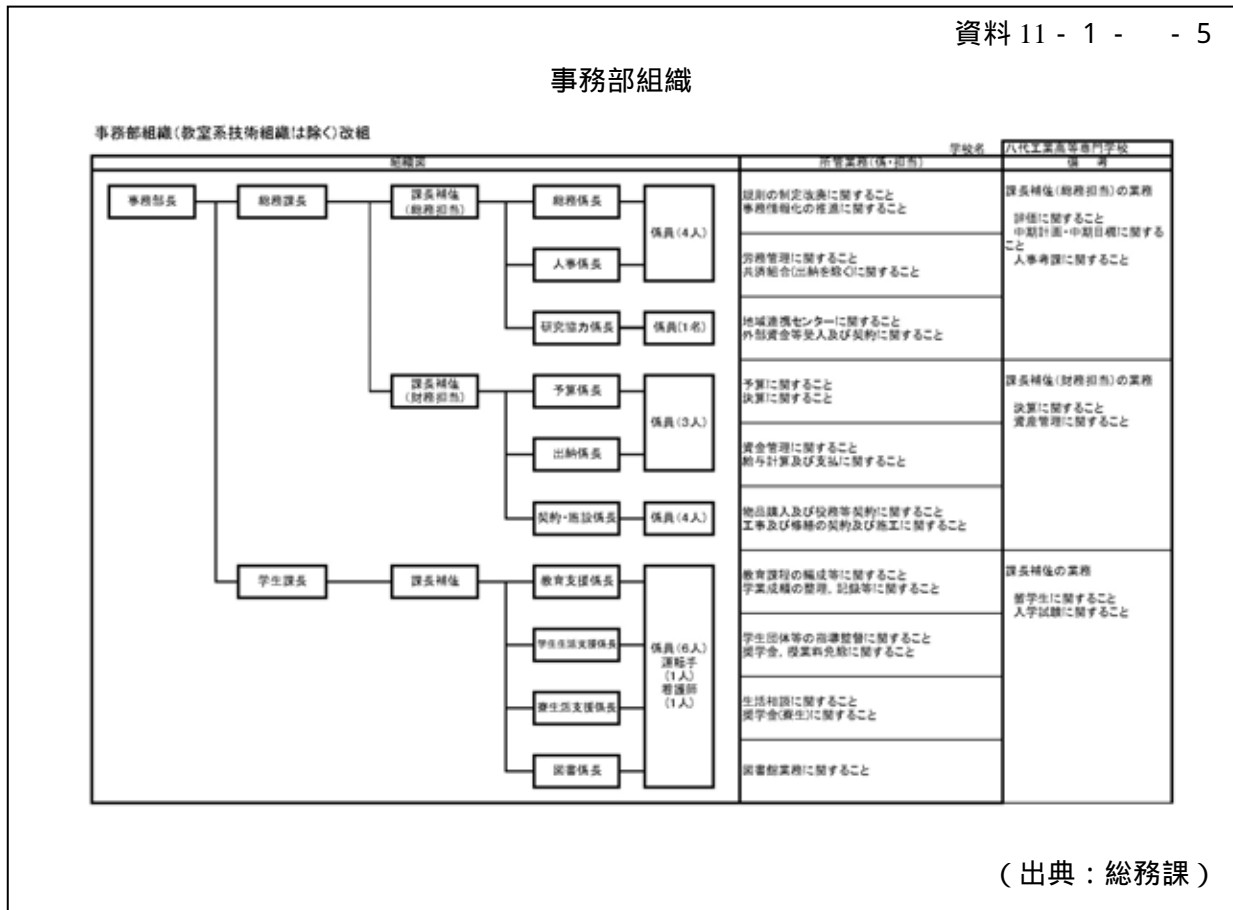 資料 11 - 1 - - 5
事務部組織
事務部組織(教室系技術組織は除く)改組
学校名 八代工業高等専門学校
組織図 所管業務(係・担当) 備 考
事務部長
総務課長
課長補佐
(総務担当)
総務係長
人事係長
係員(4人)
研究協力係長
係員(1名)
課長補佐
(財務担当)
予算係長
出納係長
係員(3人)
契約・施設係長
係員(4人)
学生課長
課長補佐
教育支援係長
学生生活支援係長
寮生活支援係長
図書係長
係員(6人)
運転手
(1人)
看護師
(1人)
規則の制定改廃に関すること
事務情報化の推進に関すること
労務管理に関すること
共済組合(出納を除く)に関すること
地域連携センターに関すること
外部資金等受入及び契約に関すること
予算に関すること
決算に関すること
資金管理に関すること
給与計算及び支払に関すること
物品購入及び役務等契約に関すること
工事及び修繕の契約及び施工に関すること
教育課程の編成等に関すること
学業成績の整理、記録等に関すること
学生団体等の指導監督に関すること
奨学金、授業料免除に関すること
生活相談に関すること
奨学金(寮生)に関すること
図書館業務に関すること
課長補佐(総務担当)の業務
評価に関すること
中期計画・中期目標に関する
こと
人事考課に関すること
課長補佐(財務担当)の業務
決算に関すること
資産管理に関すること
課長補佐の業務
留学生に関すること
入学試験に関すること
(出典:総務課)